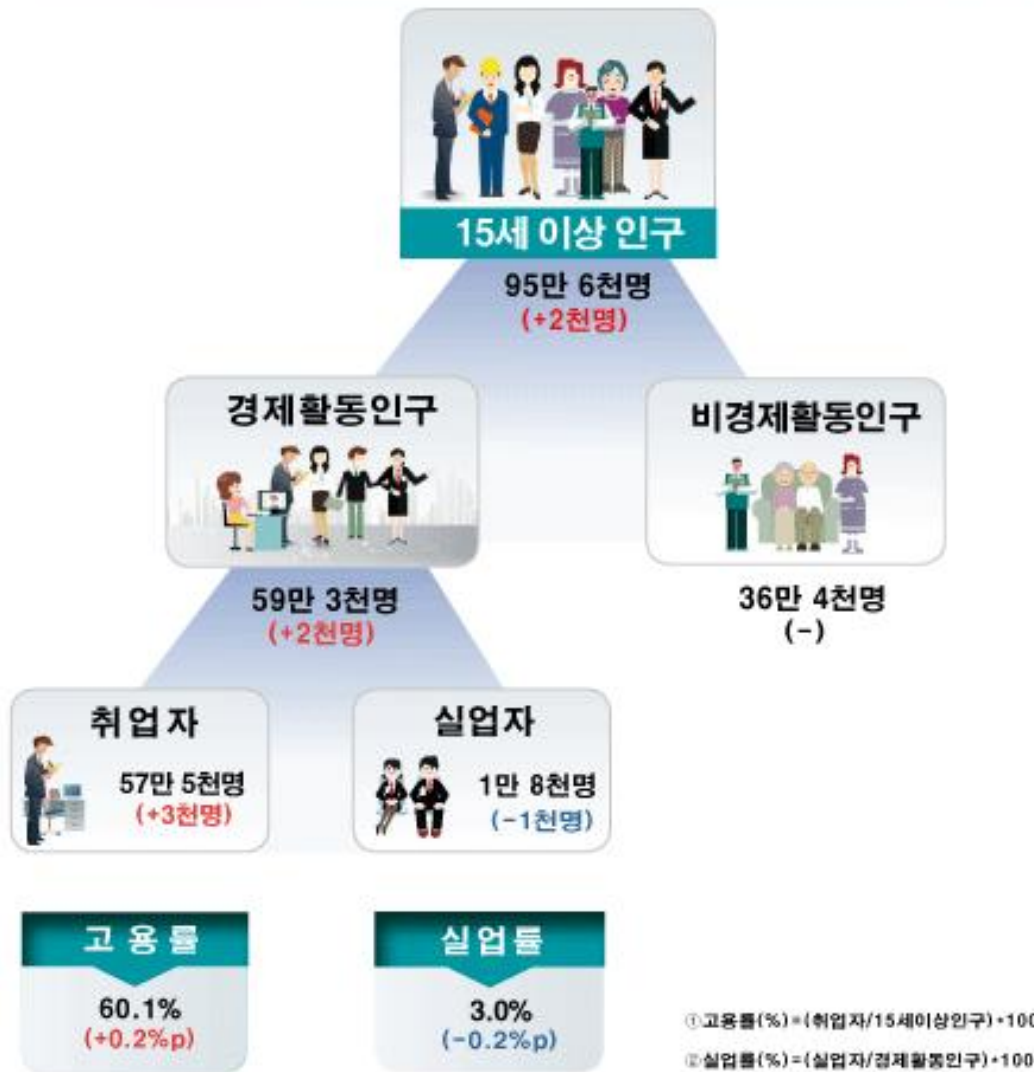 15세 이상 인구
95만 6천명
(+2천명)
경제활동인구
59만 3천명
(+2천명)
비경제활동인구
36만 4천명
(-)
취업자
57만 5천명
(+3천명)
실업자
1만 8천명
(-1천명)
고용률
60.1%
(+0.2%p)
실업률
3.0%
(-0.2%p)
①고용률(%)=(취업자/15세이상인구)*100
②실업률(%)=(실업자/경제활동인구)*100